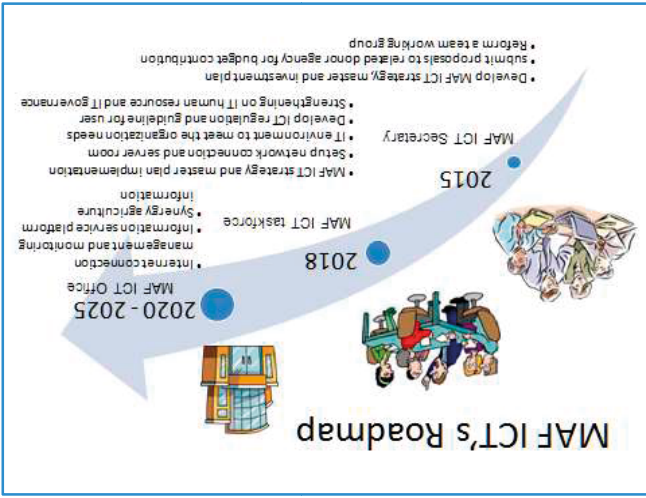 MAF ICT's Roadmap
2015
MAF ICT Secretary
• Develop MAF ICT strategy, master and investment plan
• submit proposals to related donor agency for budget contribution
• Reform a team working group
2018
MAF ICT taskforce
• MAF ICT strategy and master plan implementation
• Setup network connection and server room
• IT environment to meet the organization needs
• Develop ICT regulation and guideline for user
• Strengthening on IT human resource and IT governance
2020 - 2025
MAF ICT Office
• Internet connection
management and monitoring
• Information service platform
• Synergy agriculture
information